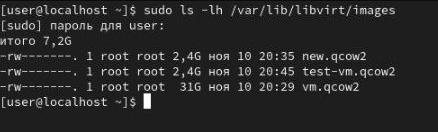 [user@localhost ~]$ sudo ls -lh /var/lib/libvirt/images
[sudo] пароль для user:
итого 7,2G
-rw-------. 1 root root 2,4G ноя 10 20:35 new.qcow2
-rw-------. 1 root root 2,4G ноя 10 20:45 test-vm.qcow2
-rw-------. 1 root root  31G ноя 10 20:29 vm.qcow2
[user@localhost ~]$